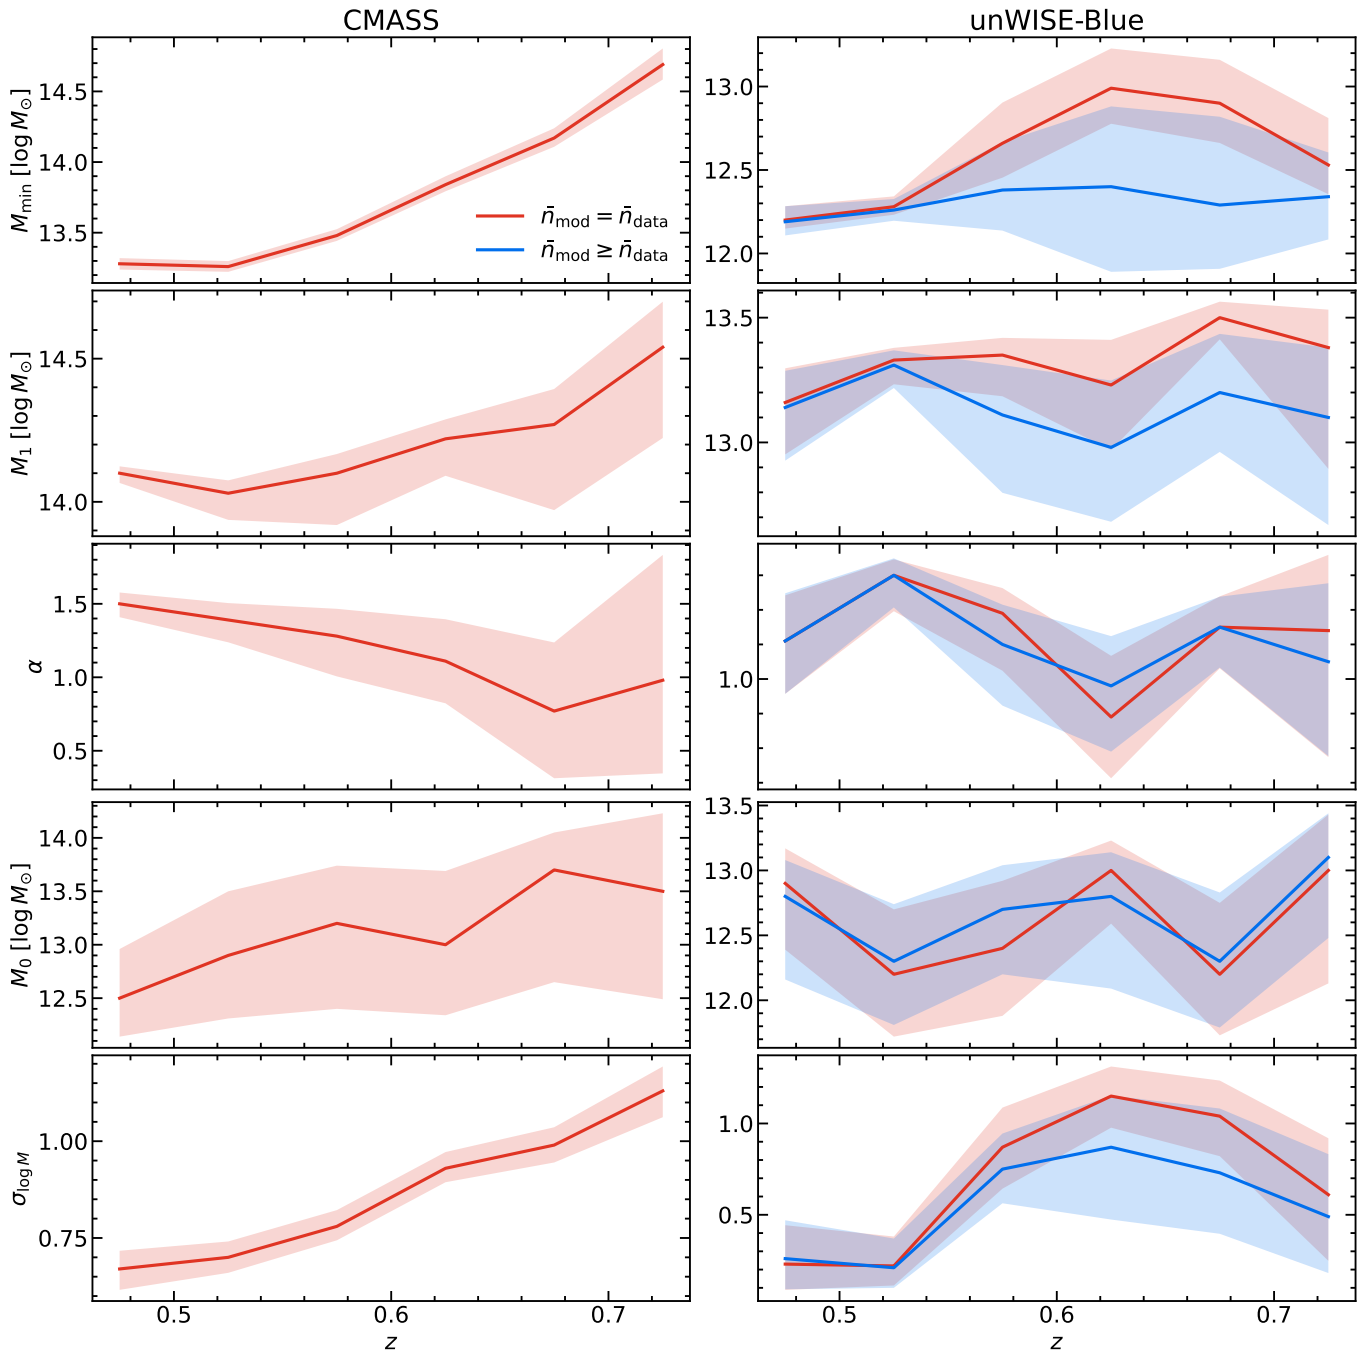 CMASS
unWISE-Blue
M_min [log M_⊙]
14.5
14.0
13.5
n̄_mod = n̄_data
n̄_mod ≥ n̄_data
13.0
12.5
12.0
M_1 [log M_⊙]
14.5
14.0
13.5
13.0
α
1.5
1.0
0.5
1.0
M_0 [log M_⊙]
14.0
13.5
13.0
12.5
13.5
13.0
12.5
12.0
σ_log M
1.00
0.75
1.0
0.5
0.5 0.6 0.7
0.5 0.6 0.7
z
z